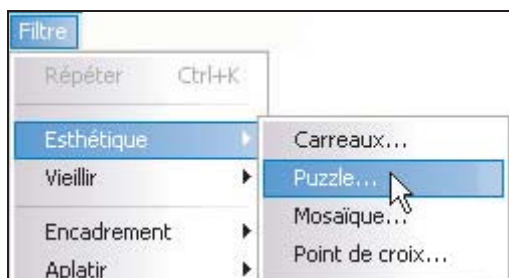 Filtre
Répéter Ctrl+K
Esthétique
Vieillir
Encadrement
Aplatir
Carreaux...
Puzzle...
Mosaïque...
Point de croix...